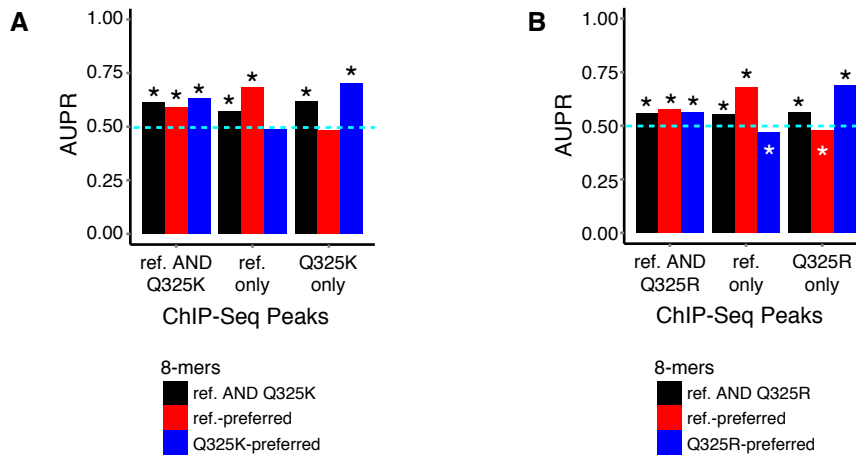 A
AUPR
1.00
0.75
0.50
0.25
0.00
* * * * * * *
ref. AND Q325K
ref. only
Q325K only
ChIP-Seq Peaks
8-mers
ref. AND Q325K
ref.-preferred
Q325K-preferred
B
AUPR
1.00
0.75
0.50
0.25
0.00
* * * * * * * *
ref. AND Q325R
ref. only
Q325R only
ChIP-Seq Peaks
8-mers
ref. AND Q325R
ref.-preferred
Q325R-preferred